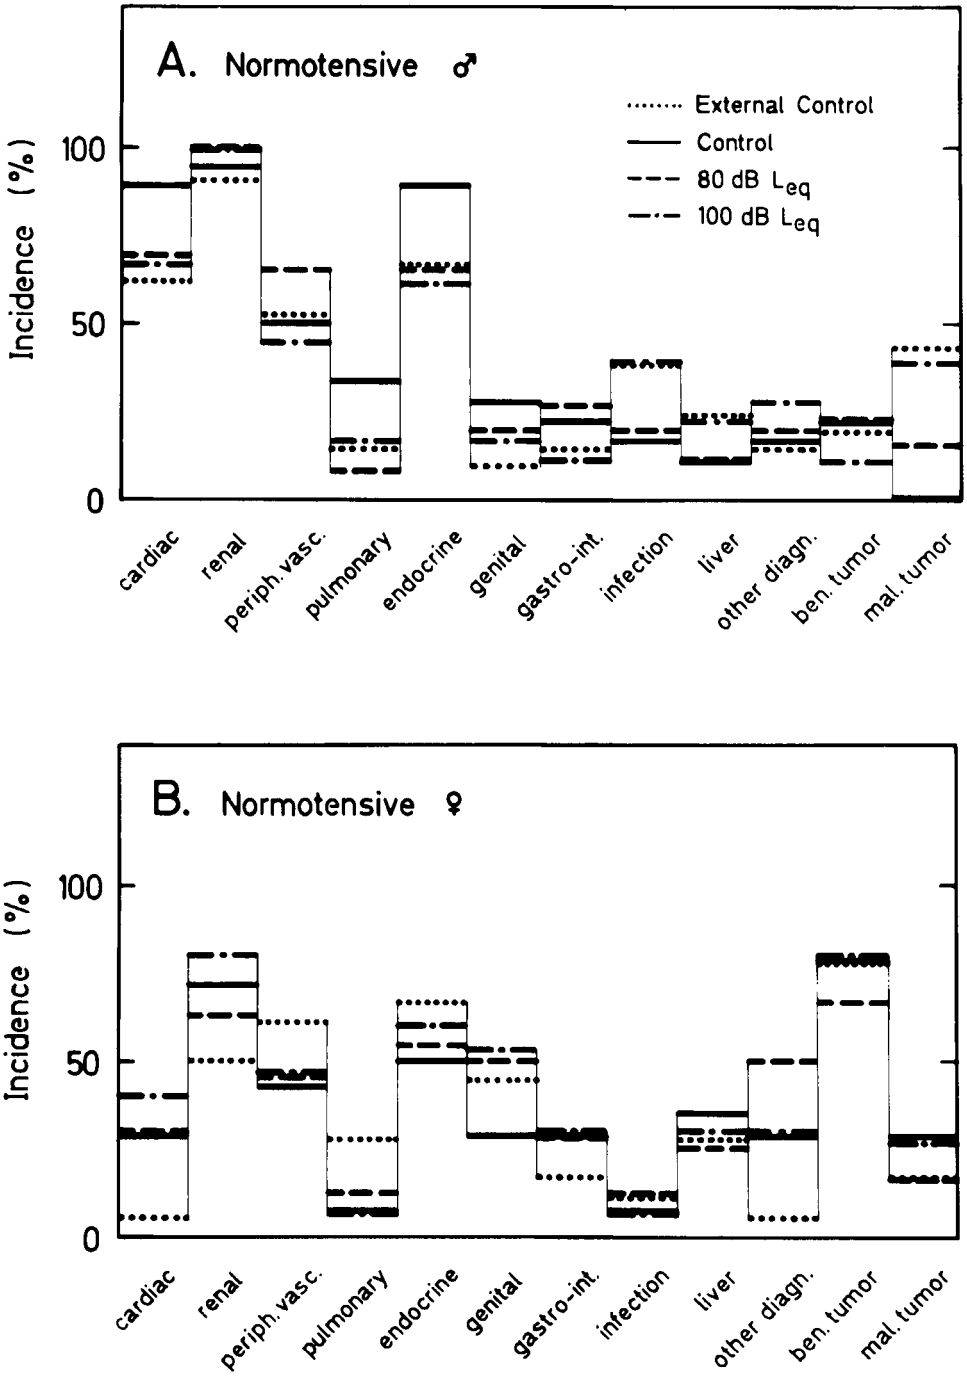 A. Normotensive ♂
External Control
Control
80 dB Leq
100 dB Leq
Incidence (%)
100
50
0
cardiac
renal
periph. vasc.
pulmonary
endocrine
genital
gastro-int.
infection
liver
other diagn.
ben. tumor
mal. tumor
B. Normotensive ♀
Incidence (%)
100
50
0
cardiac
renal
periph. vasc.
pulmonary
endocrine
genital
gastro-int.
infection
liver
other diagn.
ben. tumor
mal. tumor